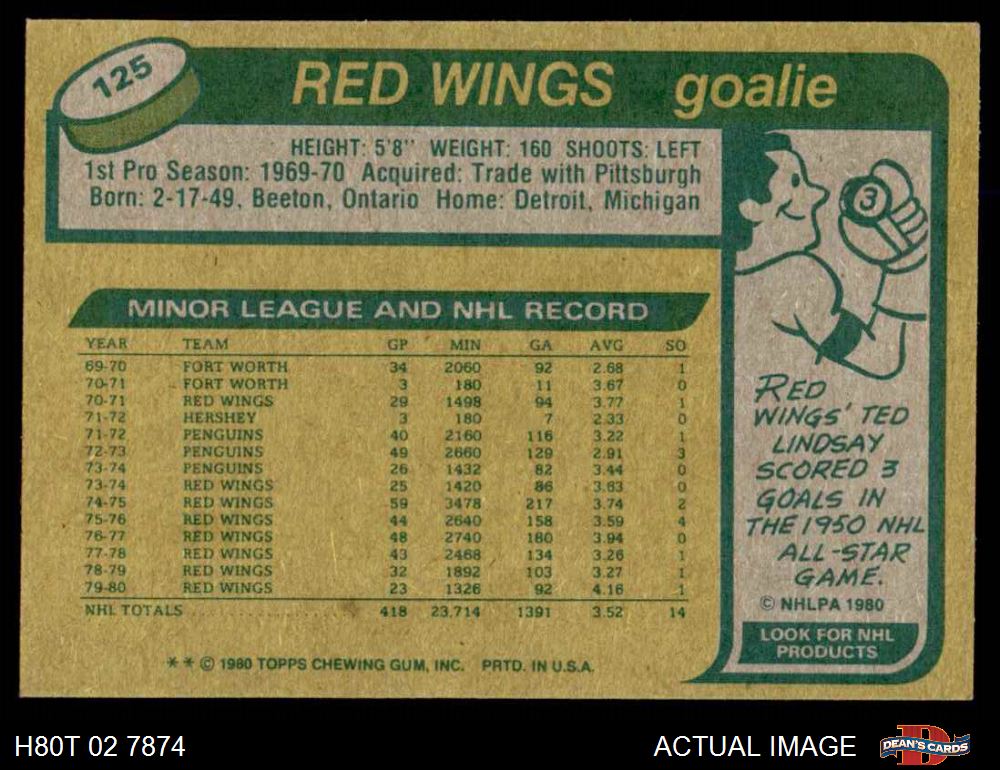 125
RED WINGS goalie
HEIGHT: 5'8" WEIGHT: 160 SHOOTS: LEFT
1st Pro Season: 1969-70 Acquired: Trade with Pittsburgh
Born: 2-17-49, Beeton, Ontario Home: Detroit, Michigan
3
MINOR LEAGUE AND NHL RECORD
YEAR TEAM GP MIN GA AVG SO
69-70 FORT WORTH 34 2060 92 2.68 1
70-71 FORT WORTH 3 180 11 3.67 0
70-71 RED WINGS 29 1498 94 3.77 1
71-72 HERSHEY 3 180 7 2.33 0
71-72 PENGUINS 40 2160 116 3.22 1
72-73 PENGUINS 49 2660 129 2.91 3
73-74 PENGUINS 26 1432 82 3.44 0
73-74 RED WINGS 25 1420 86 3.63 0
74-75 RED WINGS 59 3478 217 3.74 2
75-76 RED WINGS 44 2640 158 3.59 4
76-77 RED WINGS 48 2740 180 3.94 0
77-78 RED WINGS 43 2468 134 3.26 1
78-79 RED WINGS 32 1892 103 3.27 1
79-80 RED WINGS 23 1326 92 4.16 1
NHL TOTALS .................. 418 23,714 1391 3.52 14
RED
WINGS' TED
LINDSAY
SCORED 3
GOALS IN
THE 1950 NHL
ALL-STAR
GAME.
© NHLPA 1980
LOOK FOR NHL
PRODUCTS
** © 1980 TOPPS CHEWING GUM, INC. PRTD. IN U.S.A.
H80T 02 7874 ACTUAL IMAGE D DEAN'S CARDS